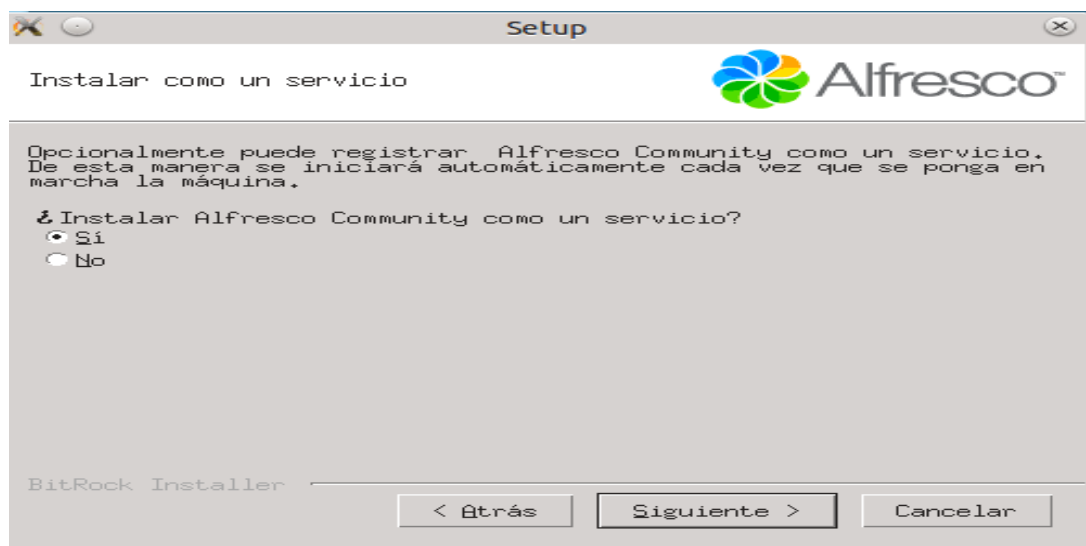 Setup
Instalar como un servicio
Alfresco™
Opcionalmente puede registrar  Alfresco Community como un servicio.
De esta manera se iniciará automáticamente cada vez que se ponga en
marcha la máquina.
¿Instalar Alfresco Community como un servicio?
Sí
No
BitRock Installer
< Atrás
Siguiente >
Cancelar